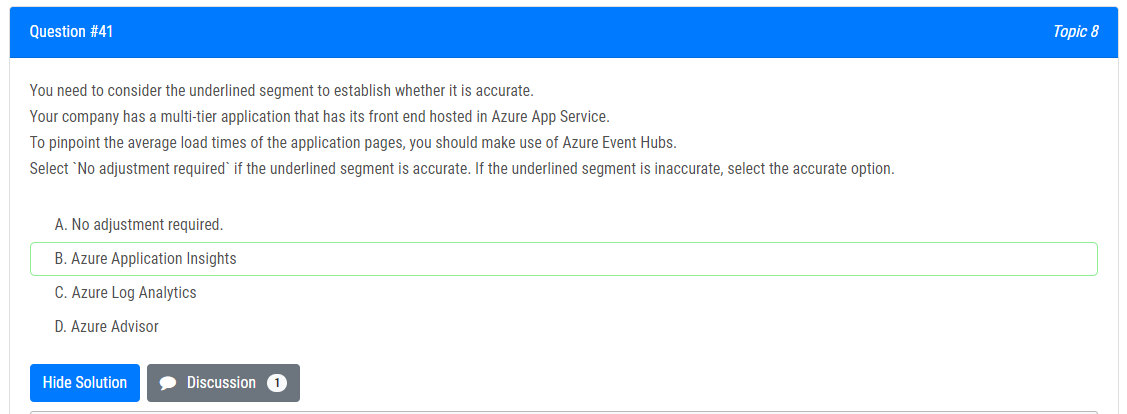 Question #41
Topic 8
You need to consider the underlined segment to establish whether it is accurate.
Your company has a multi-tier application that has its front end hosted in Azure App Service.
To pinpoint the average load times of the application pages, you should make use of Azure Event Hubs.
Select `No adjustment required` if the underlined segment is accurate. If the underlined segment is inaccurate, select the accurate option.
A. No adjustment required.
B. Azure Application Insights
C. Azure Log Analytics
D. Azure Advisor
Hide Solution
Discussion 1